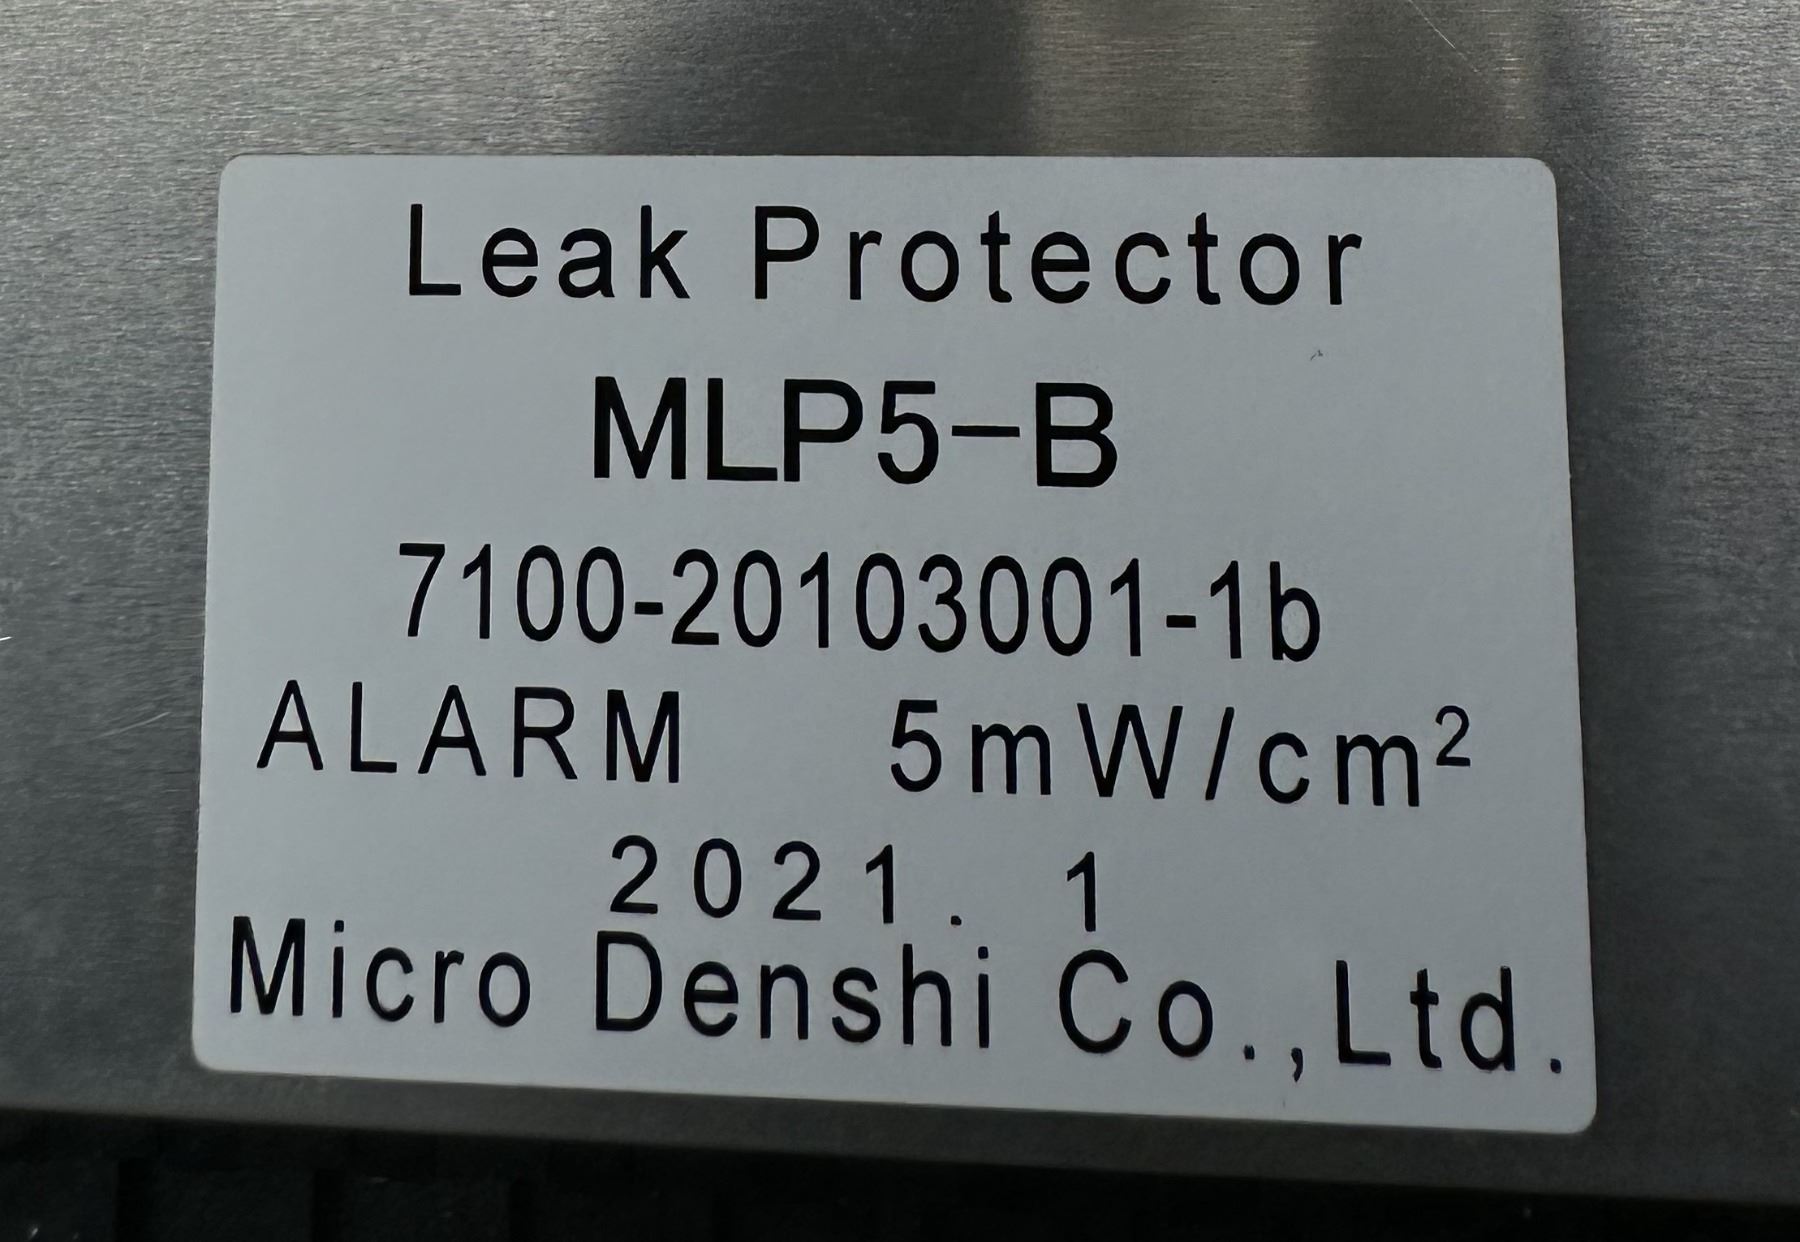 Leak Protector
MLP5-B
7100-20103001-1b
ALARM 5mW/cm²
2021. 1
Micro Denshi Co.,Ltd.